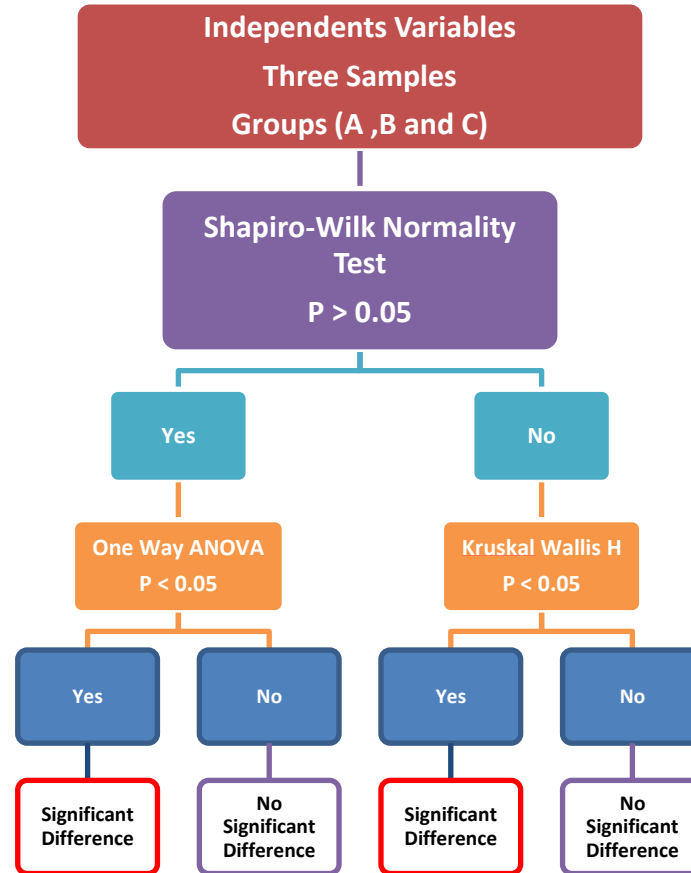 Independents Variables
Three Samples
Groups (A ,B and C)
Shapiro-Wilk Normality
Test
P > 0.05
Yes
No
One Way ANOVA
P < 0.05
Kruskal Wallis H
P < 0.05
Yes
No
Yes
No
Significant
Difference
No
Significant
Difference
Significant
Difference
No
Significant
Difference